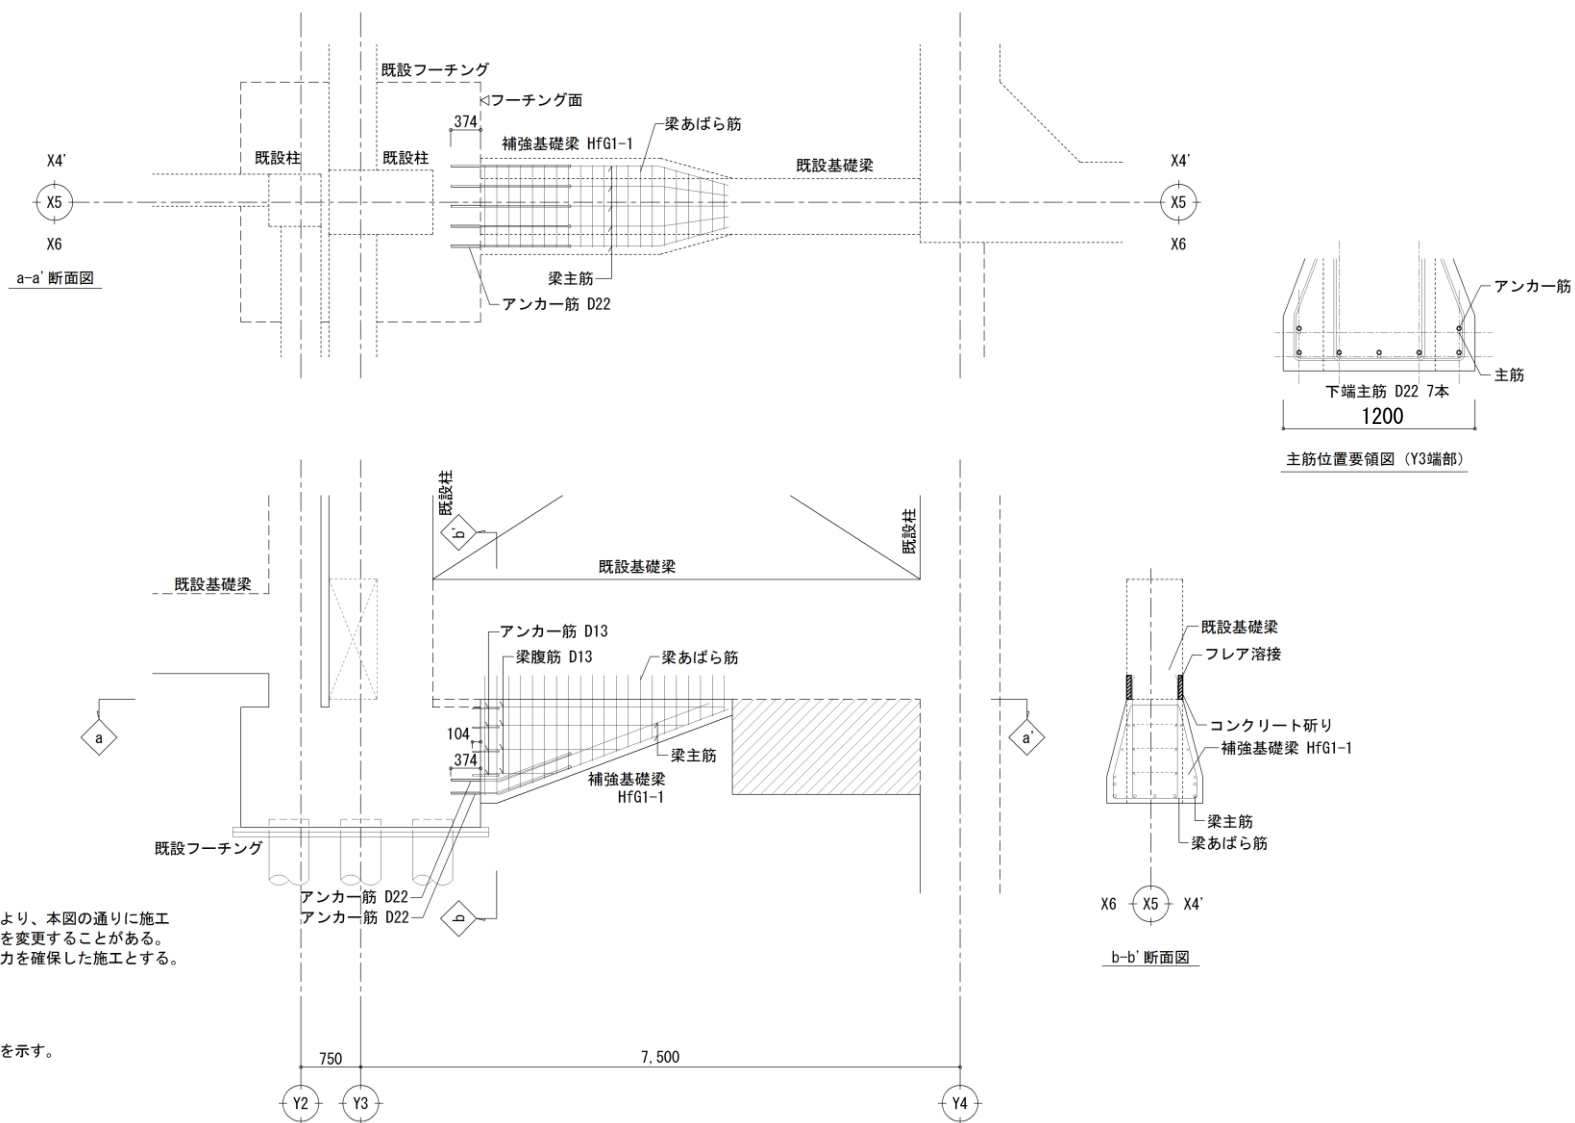 既設フーチング
フーチング面
374
梁あばら筋
補強基礎梁 HfG1-1
既設柱
既設柱
既設基礎梁
X4'
X5
X6
X4'
X5
X6
a-a'断面図
梁主筋
アンカー筋 D22
アンカー筋
主筋
下端主筋 D22 7本
1200
主筋位置要領図 (Y3端部)
既設柱
b'
既設柱
既設基礎梁
既設基礎梁
アンカー筋 D13
梁腹筋 D13
梁あばら筋
a
a'
104
374
梁主筋
補強基礎梁
HfG1-1
既設フーチング
アンカー筋 D22
アンカー筋 D22
b
既設基礎梁
フレア溶接
コンクリート斫り
補強基礎梁 HfG1-1
梁主筋
梁あばら筋
X6
X5
X4'
b-b'断面図
より、本図の通りに施工
を変更することがある。
力を確保した施工とする。
を示す。
750
7,500
Y2
Y3
Y4